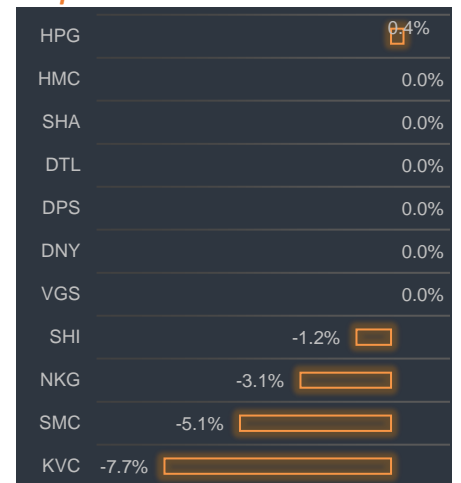 HPG 0.4%
HMC 0.0%
SHA 0.0%
DTL 0.0%
DPS 0.0%
DNY 0.0%
VGS 0.0%
SHI -1.2%
NKG -3.1%
SMC -5.1%
KVC -7.7%